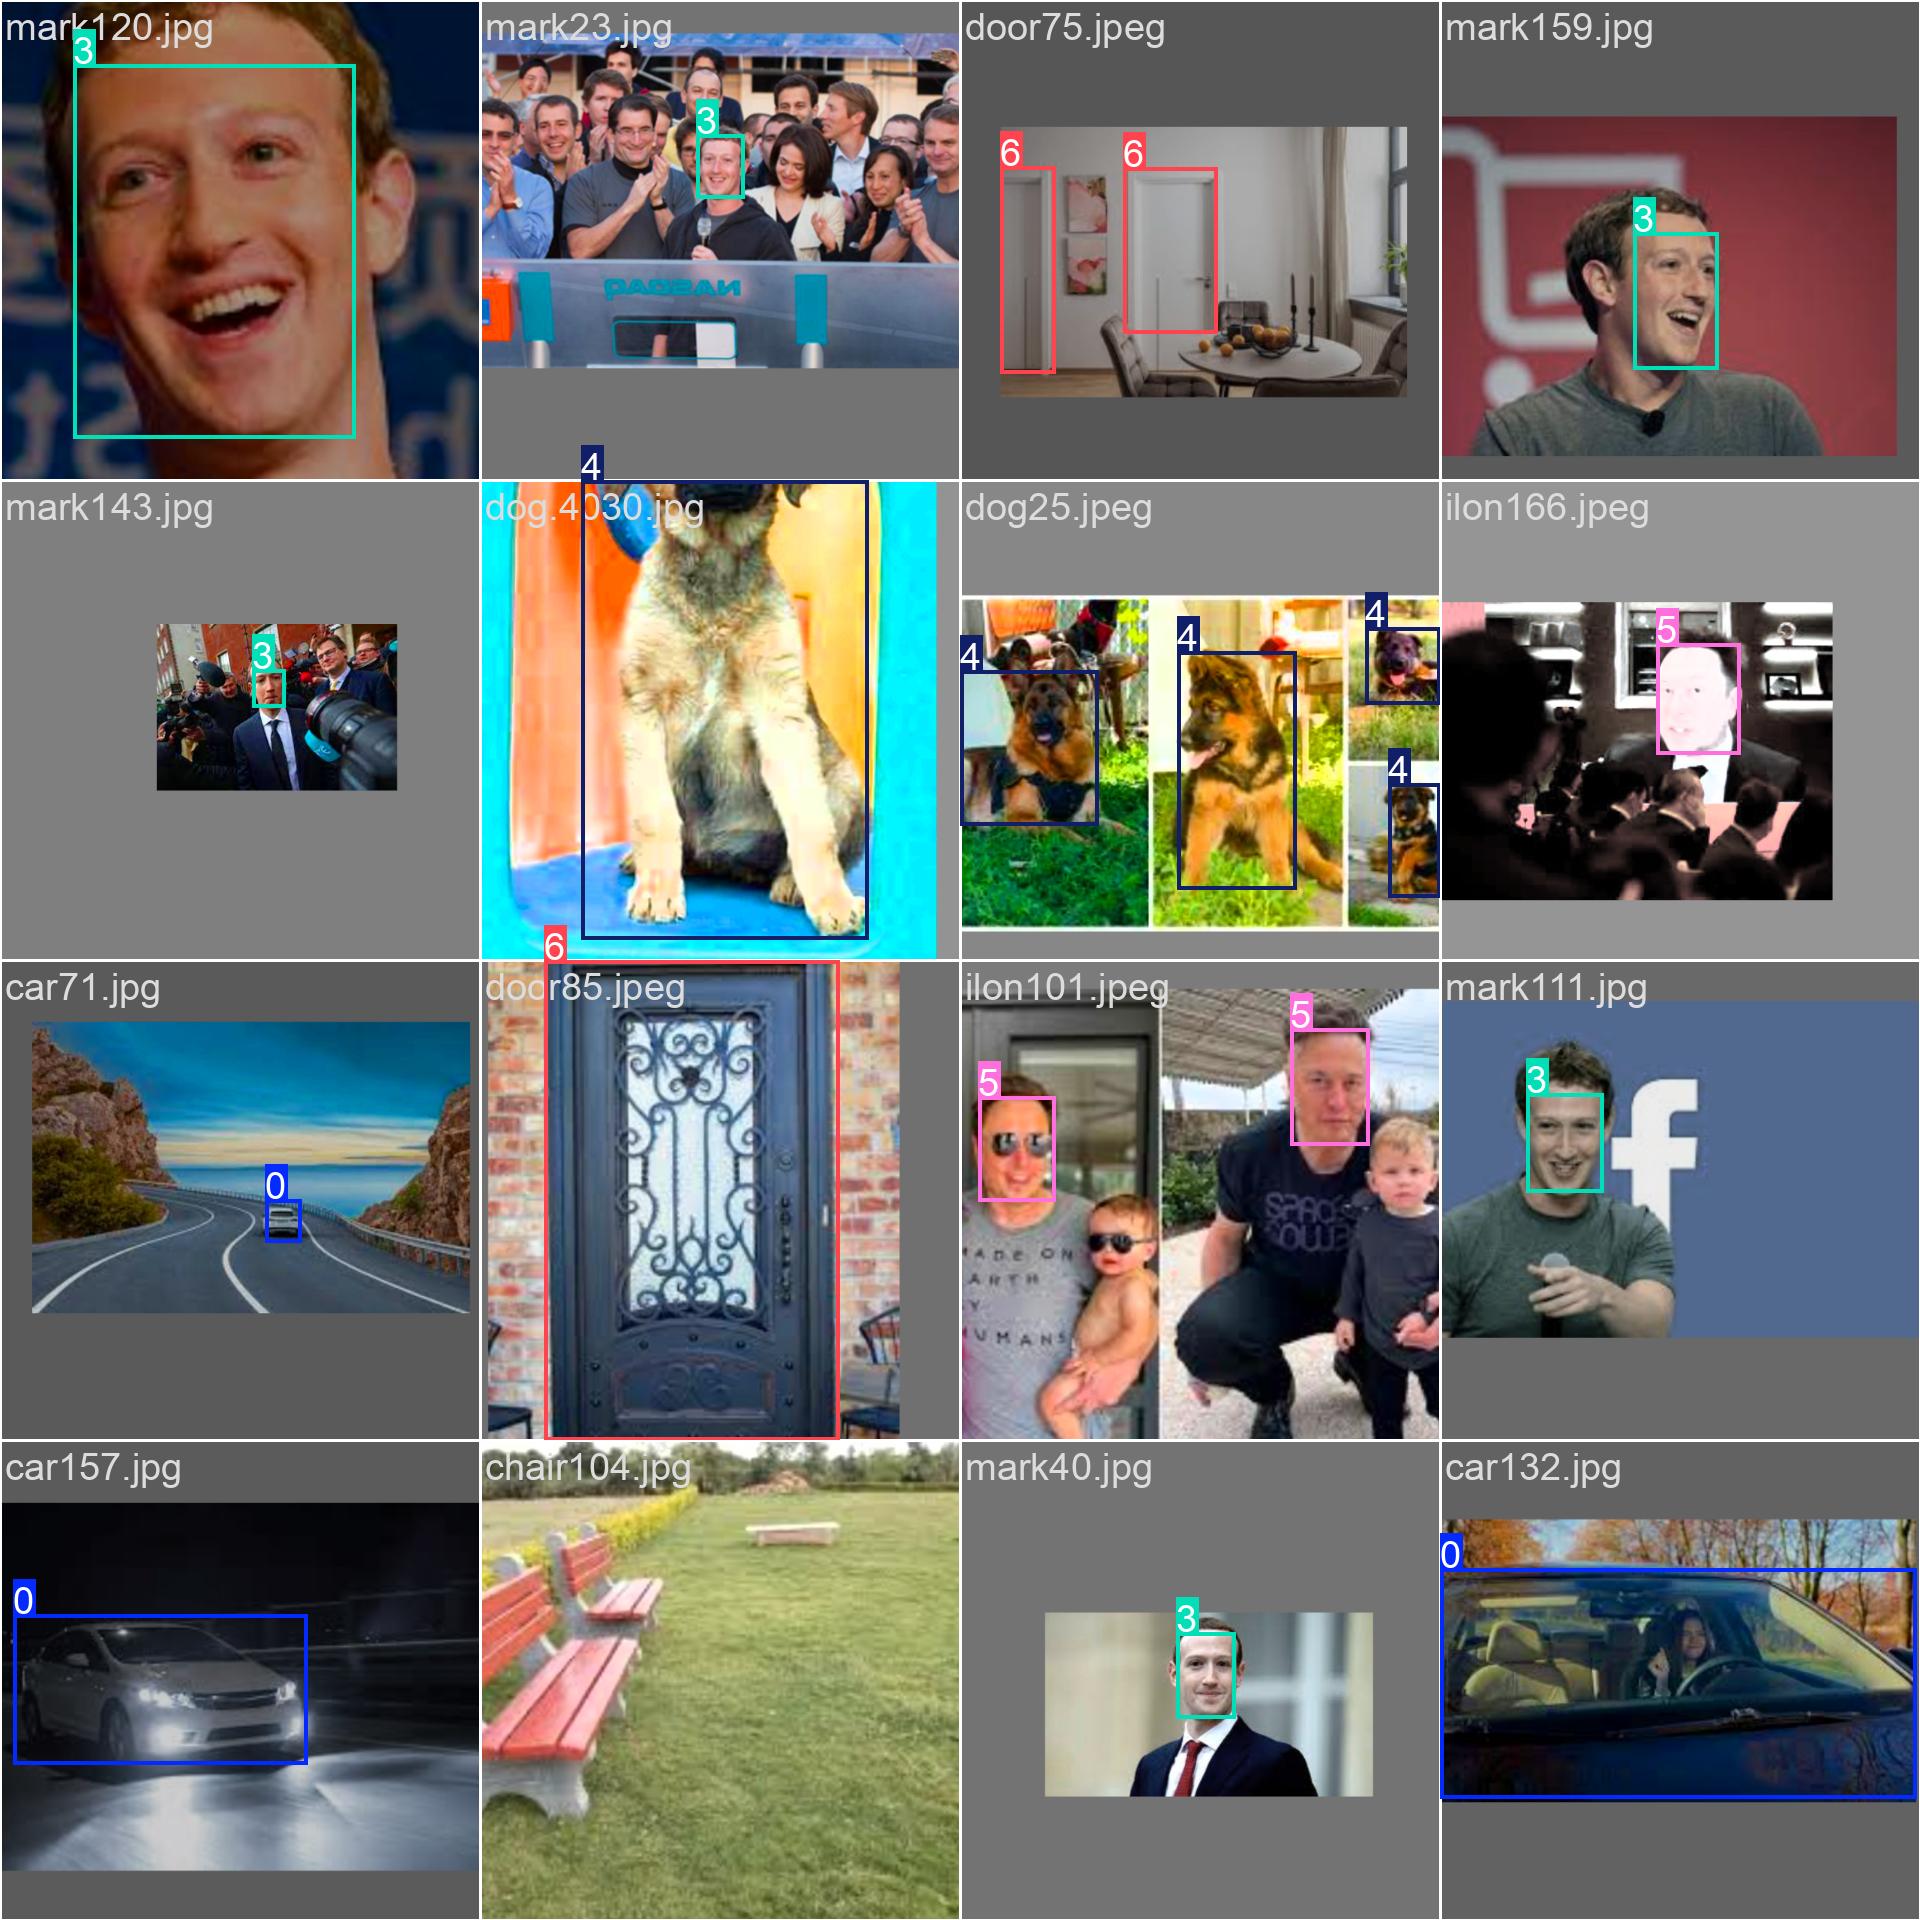 mark120.jpg
3
mark23.jpg
3
NASDAQ
door75.jpeg
6
6
mark159.jpg
3
mark143.jpg
3
dog.4030.jpg
4
dog25.jpeg
4
4
4
4
ilon166.jpeg
5
car71.jpg
0
door85.jpeg
6
ilon101.jpeg
5
5
MADE ON
EARTH
BY
HUMANS
mark111.jpg
3
f
car157.jpg
0
chair104.jpg
mark40.jpg
3
car132.jpg
0